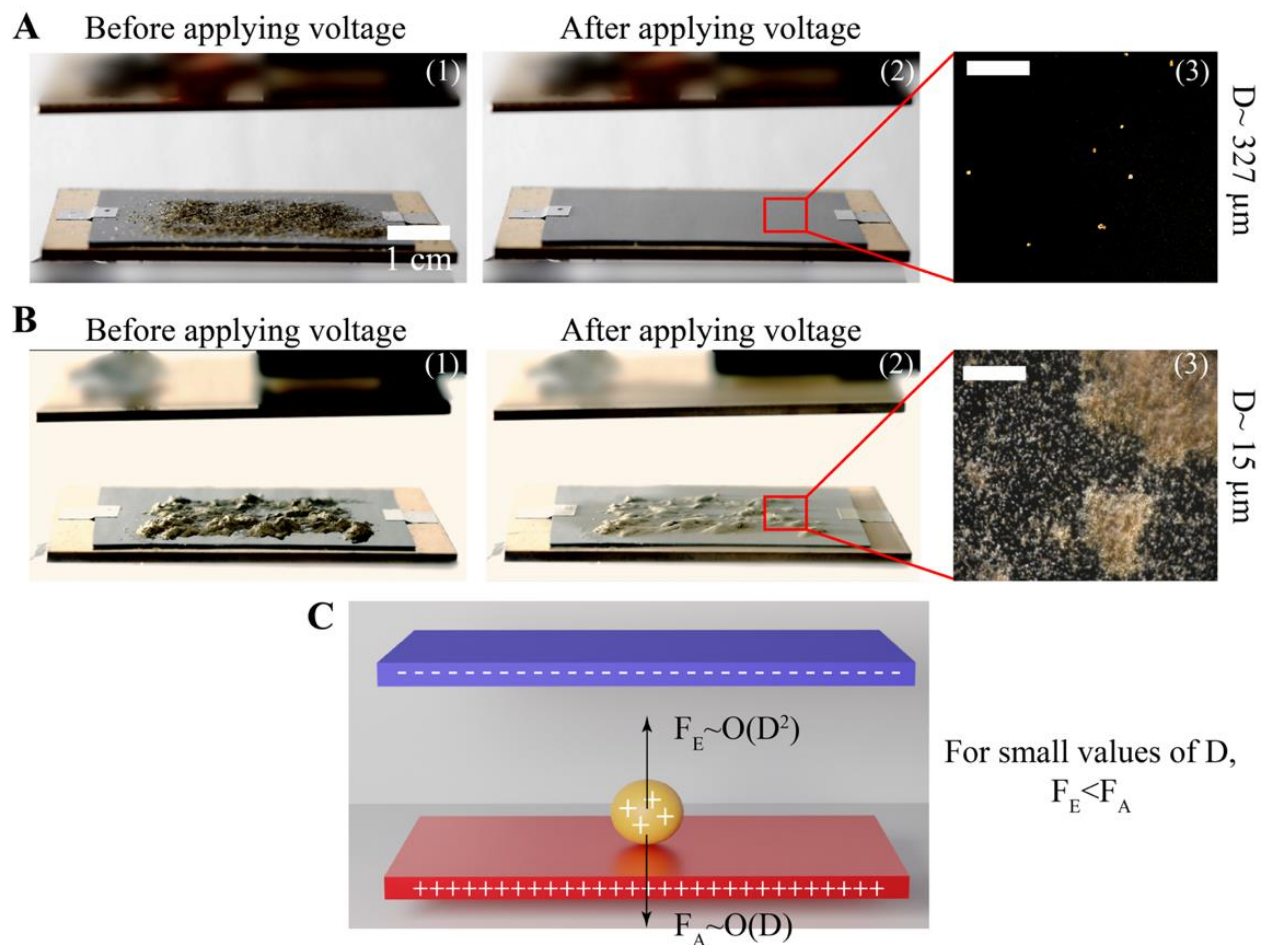 A
Before applying voltage
After applying voltage
(1)
(2)
(3)
1 cm
D~ 327 μm
B
Before applying voltage
After applying voltage
(1)
(2)
(3)
D~ 15 μm
C
- - - - - - - - - - - - - - - - - - - - - - - - - - - - - -
F_E~O(D²)
+ + + +
++++++++++++++++++++++++++++++
F_A~O(D)
For small values of D,
F_E<F_A